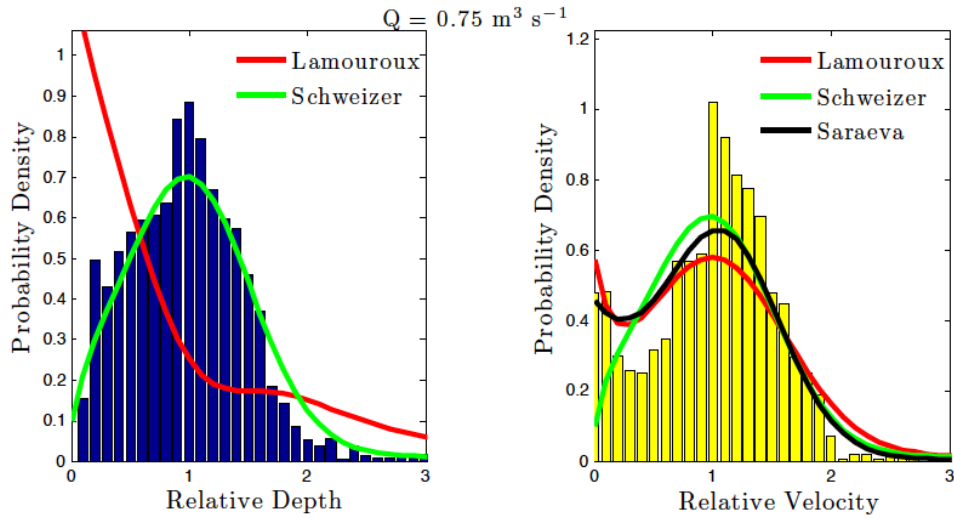 Q = 0.75 m³ s⁻¹
1
0.9
0.8
0.7
0.6
0.5
0.4
0.3
0.2
0.1
0
Probability Density
Lamouroux
Schweizer
0 1 2 3
Relative Depth
1.2
1
0.8
0.6
0.4
0.2
0
Probability Density
Lamouroux
Schweizer
Saraeva
0 1 2 3
Relative Velocity